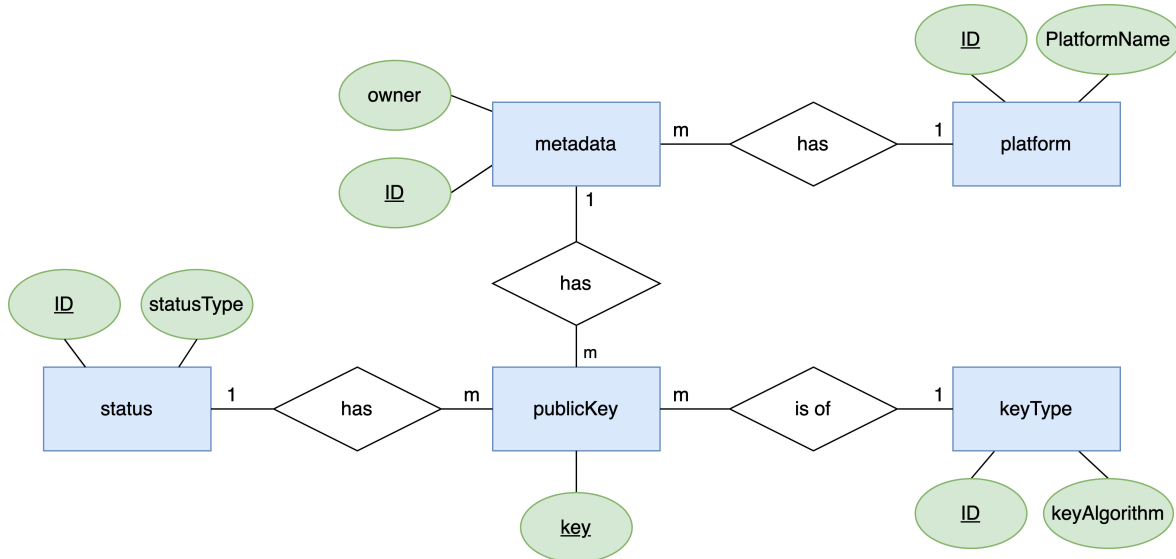 ID
PlatformName
owner
metadata
m
has
1
platform
ID
1
has
ID
statusType
m
status
1
has
m
publicKey
m
is of
1
keyType
key
ID
keyAlgorithm